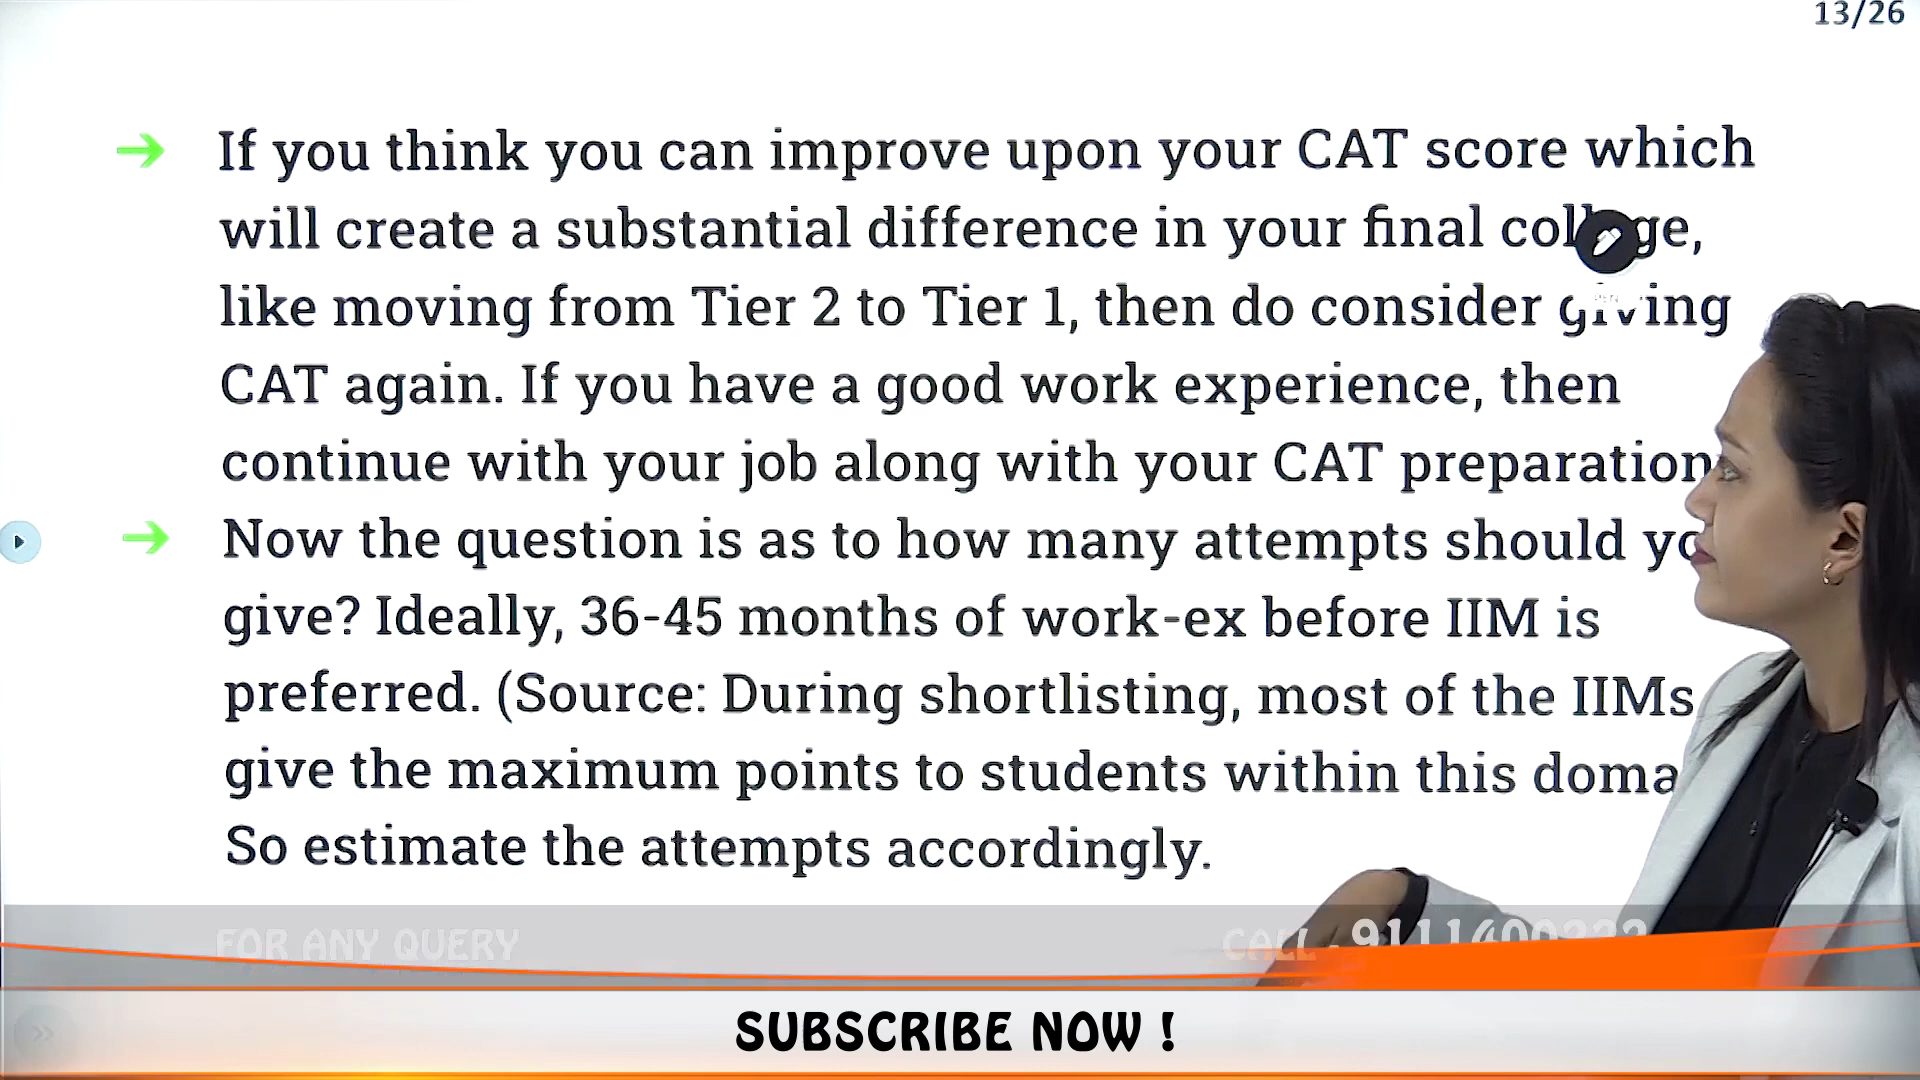 13/26
If you think you can improve upon your CAT score which
will create a substantial difference in your final college,
like moving from Tier 2 to Tier 1, then do consider giving
CAT again. If you have a good work experience, then
continue with your job along with your CAT preparation
Now the question is as to how many attempts should
give? Ideally, 36-45 months of work-ex before IIM is
preferred. (Source: During shortlisting, most of the IIMs
give the maximum points to students within this
So estimate the attempts accordingly.
FOR ANY QUERY CALL
SUBSCRIBE NOW !